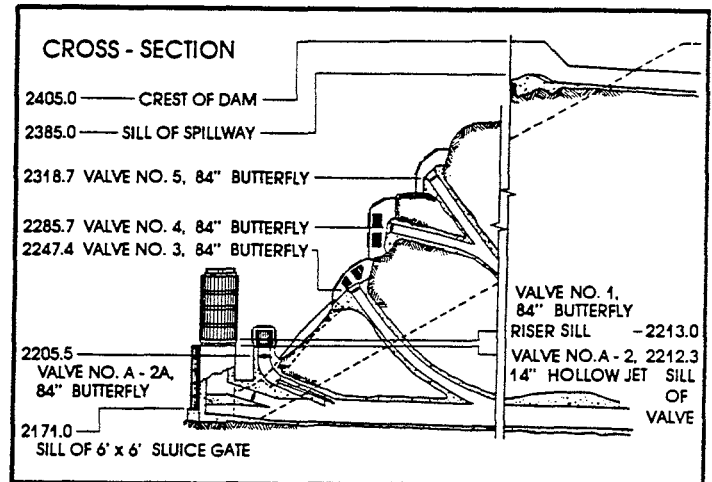 CROSS - SECTION
2405.0 CREST OF DAM
2385.0 SILL OF SPILLWAY
2318.7 VALVE NO. 5, 84" BUTTERFLY
2285.7 VALVE NO. 4, 84" BUTTERFLY
2247.4 VALVE NO. 3, 84" BUTTERFLY
2205.5
VALVE NO. A - 2A,
84" BUTTERFLY
2171.0
SILL OF 6' x 6' SLUICE GATE
VALVE NO. 1,
84" BUTTERFLY
RISER SILL -2213.0
VALVE NO.A - 2, 2212.3
14" HOLLOW JET SILL
OF
VALVE